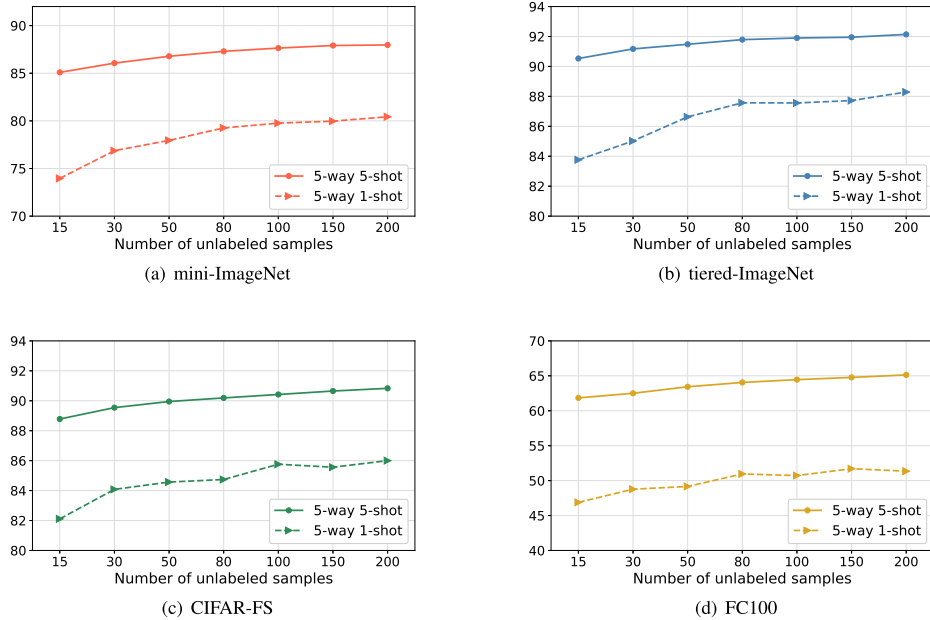 90
85
80
75
70
5-way 5-shot
5-way 1-shot
15 30 50 80 100 150 200
Number of unlabeled samples
(a) mini-ImageNet
94
92
90
88
86
84
82
80
5-way 5-shot
5-way 1-shot
15 30 50 80 100 150 200
Number of unlabeled samples
(b) tiered-ImageNet
94
92
90
88
86
84
82
80
5-way 5-shot
5-way 1-shot
15 30 50 80 100 150 200
Number of unlabeled samples
(c) CIFAR-FS
70
65
60
55
50
45
40
5-way 5-shot
5-way 1-shot
15 30 50 80 100 150 200
Number of unlabeled samples
(d) FC100